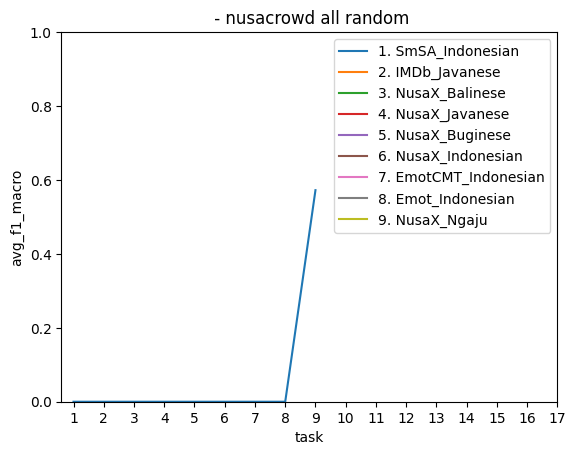 - nusacrowd all random
1.0
0.8
0.6
0.4
0.2
0.0
avg_f1_macro
1. SmSA_Indonesian
2. IMDb_Javanese
3. NusaX_Balinese
4. NusaX_Javanese
5. NusaX_Buginese
6. NusaX_Indonesian
7. EmotCMT_Indonesian
8. Emot_Indonesian
9. NusaX_Ngaju
1 2 3 4 5 6 7 8 9 10 11 12 13 14 15 16 17
task